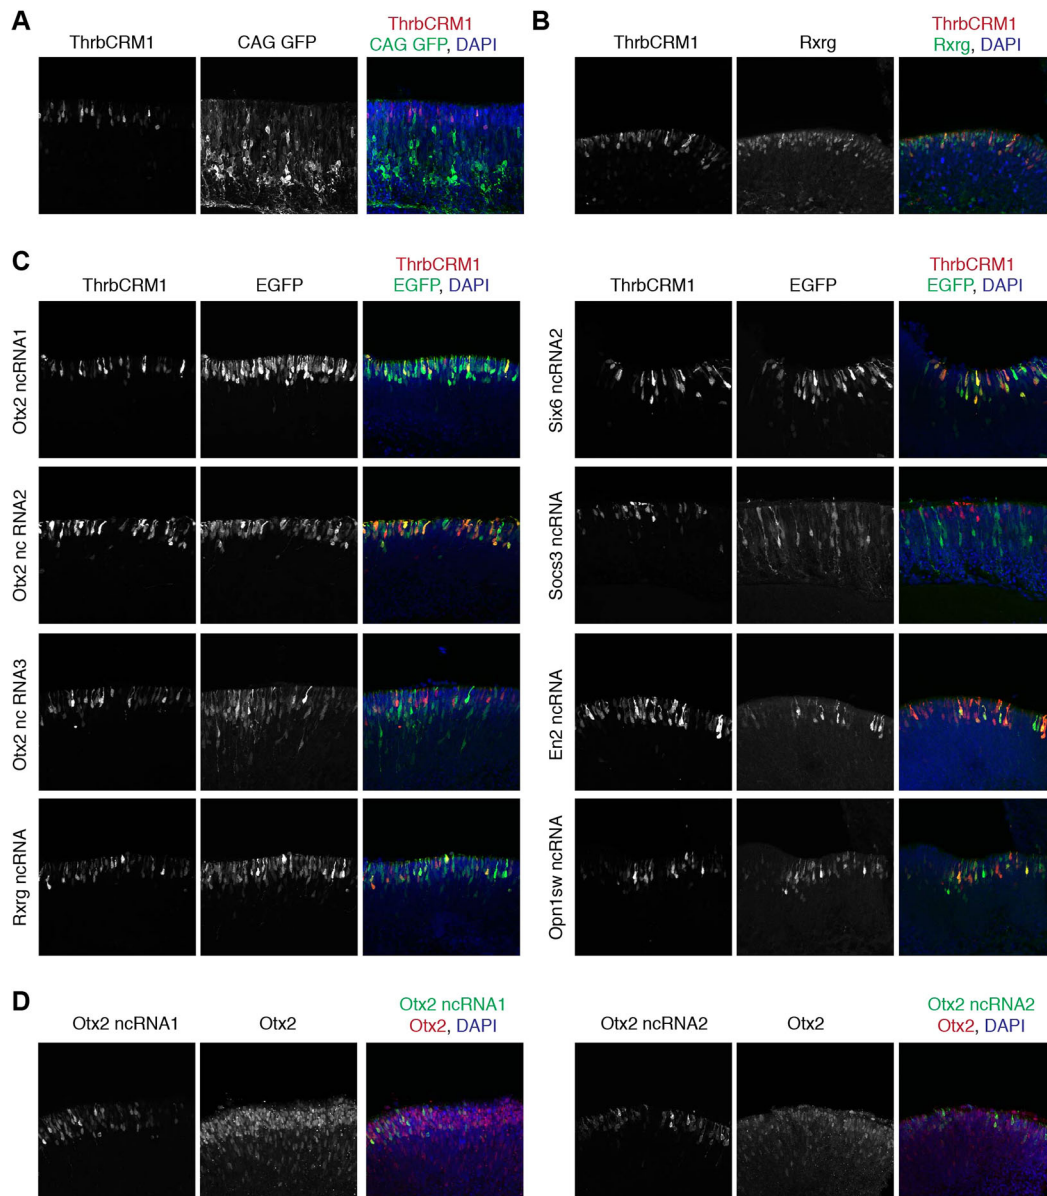 A
ThrbCRM1
CAG GFP
ThrbCRM1
CAG GFP, DAPI
B
ThrbCRM1
Rxrg
ThrbCRM1
Rxrg, DAPI
C
ThrbCRM1
EGFP
ThrbCRM1
EGFP, DAPI
Otx2 ncRNA1
Otx2 nc RNA2
Otx2 nc RNA3
Rxrg ncRNA
ThrbCRM1
EGFP
ThrbCRM1
EGFP, DAPI
Six6 ncRNA2
Socs3 ncRNA
En2 ncRNA
Opn1sw ncRNA
D
Otx2 ncRNA1
Otx2
Otx2 ncRNA1
Otx2, DAPI
Otx2 ncRNA2
Otx2
Otx2 ncRNA2
Otx2, DAPI